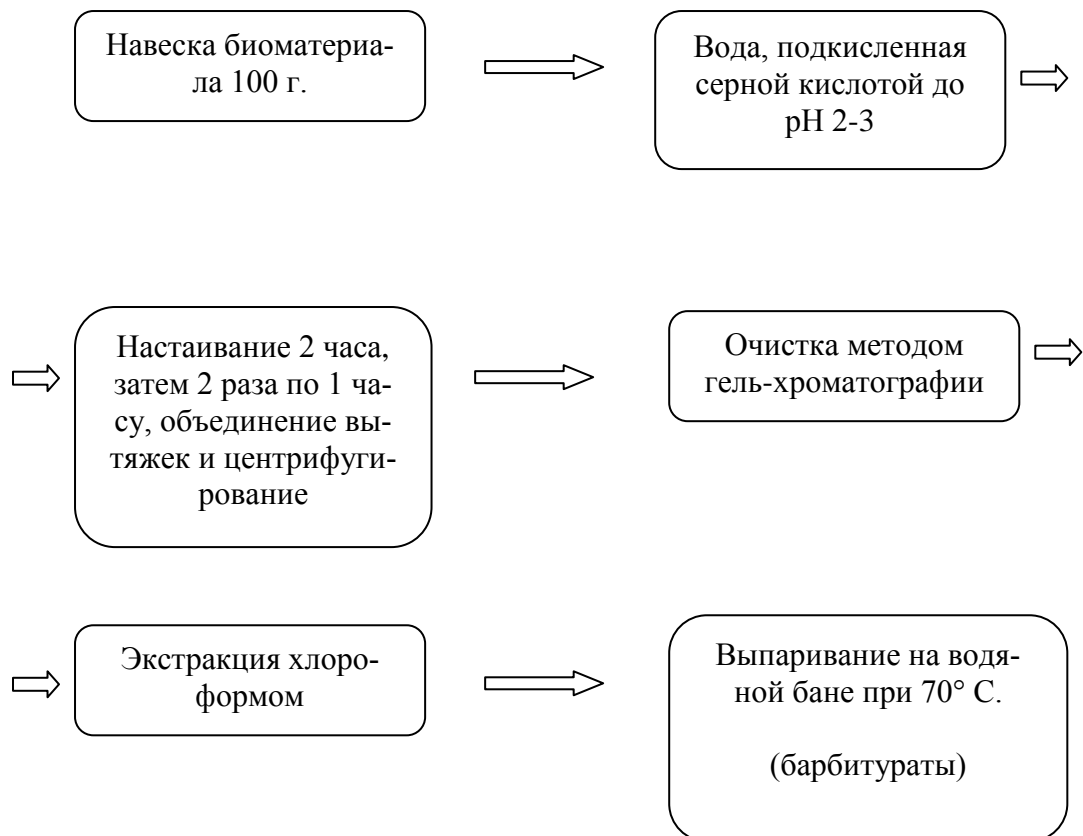 Навеска биоматериа-
ла 100 г.
Вода, подкисленная
серной кислотой до
pH 2-3
Настаивание 2 часа,
затем 2 раза по 1 ча-
су, объединение вы-
тяжек и центрифуги-
рование
Очистка методом
гель-хроматографии
Экстракция хлоро-
формом
Выпаривание на водя-
ной бане при 70° С.
(барбитураты)